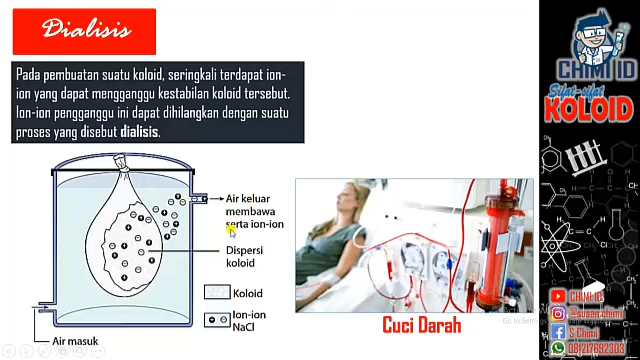 Dialisis
Pada pembuatan suatu koloid, seringkali terdapat ion-
ion yang dapat mengganggu kestabilan koloid tersebut.
Ion-ion pengganggu ini dapat dihilangkan dengan suatu
proses yang disebut dialisis.
Air keluar
membawa
serta ion-ion
Dispersi
koloid
Koloid
Ion-ion
NaCl
Air masuk
Cuci Darah
CHIMI ID
Sifat-sifat
KOLOID
CHIMI ID
@suzan.chimi
S Chimi
082117692303